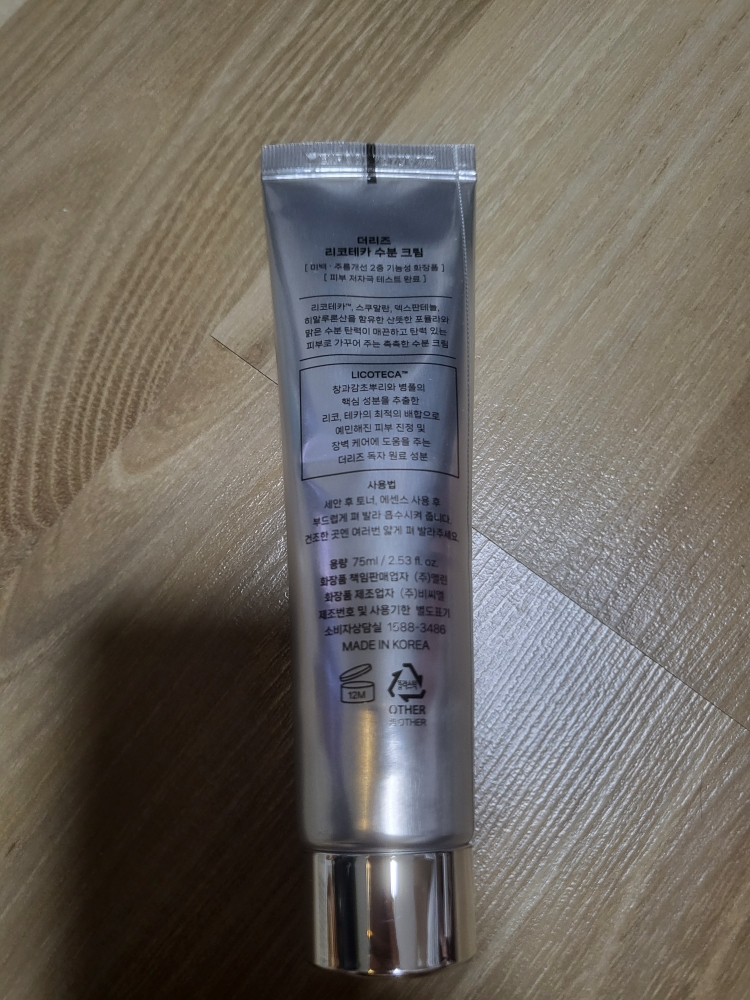 더리즈
리코테카 수분 크림
[ 미백 · 주름개선 2중 기능성 화장품 ]
[ 피부 저자극 테스트 완료 ]
리코테카™, 스쿠알란, 덱스판테놀,
히알루론산을 함유한 산뜻한 포뮬라와
맑은 수분 탄력이 매끈하고 탄력 있는
피부로 가꾸어 주는 촉촉한 수분 크림
LICOTECA™
창과감초뿌리와 병풀의
핵심 성분을 추출한
리코, 테카의 최적의 배합으로
예민해진 피부 진정 및
장벽 케어에 도움을 주는
더리즈 독자 원료 성분
사용법
세안 후 토너, 에센스 사용 후
부드럽게 펴 발라 흡수시켜 줍니다.
건조한 곳엔 여러번 얇게 펴 발라주세요.
용량 75ml / 2.53 fl. oz.
화장품 책임판매업자 (주)엘린
화장품 제조업자 (주)비씨엘
제조번호 및 사용기한 별도표기
소비자상담실 1588-3486
MADE IN KOREA
12M
플라스틱
OTHER
OTHER